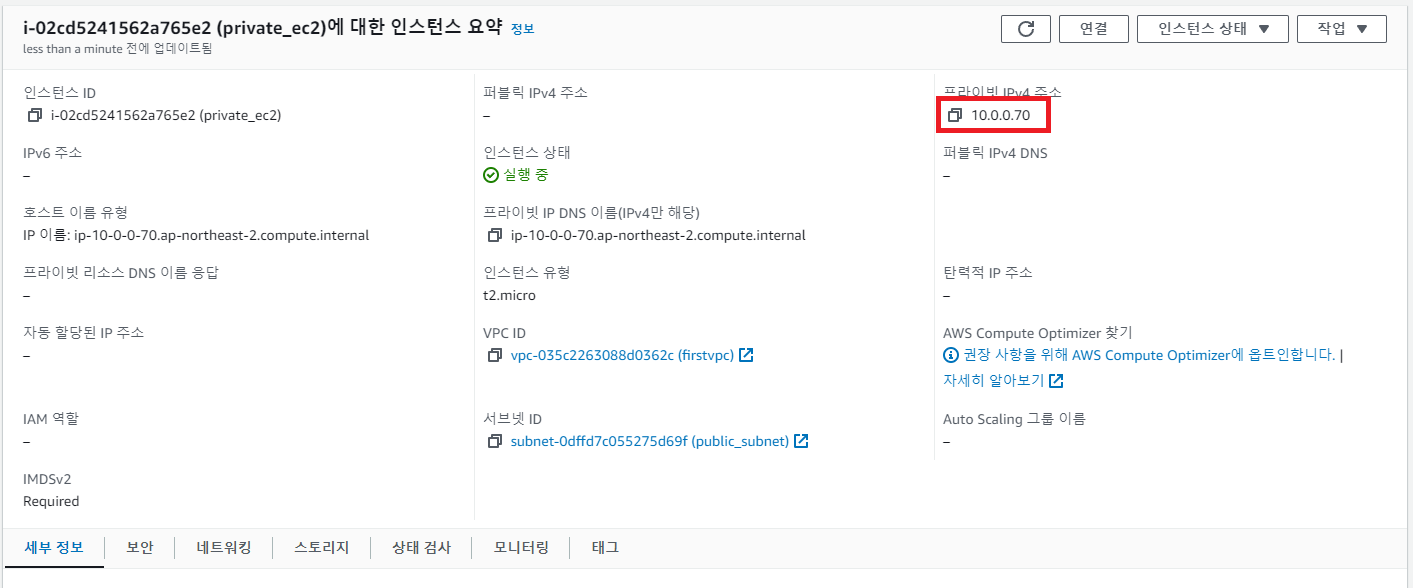 i-02cd5241562a765e2 (private_ec2)에 대한 인스턴스 요약 정보
less than a minute 전에 업데이트됨
연결
인스턴스 상태 ▼
작업 ▼
인스턴스 ID
i-02cd5241562a765e2 (private_ec2)
퍼블릭 IPv4 주소
–
프라이빗 IPv4 주소
10.0.0.70
IPv6 주소
–
인스턴스 상태
실행 중
퍼블릭 IPv4 DNS
–
호스트 이름 유형
IP 이름: ip-10-0-0-70.ap-northeast-2.compute.internal
프라이빗 IP DNS 이름(IPv4만 해당)
ip-10-0-0-70.ap-northeast-2.compute.internal
프라이빗 리소스 DNS 이름 응답
–
인스턴스 유형
t2.micro
탄력적 IP 주소
–
자동 할당된 IP 주소
–
VPC ID
vpc-035c2263088d0362c (firstvpc)
AWS Compute Optimizer 찾기
권장 사항을 위해 AWS Compute Optimizer에 옵트인합니다. |
자세히 알아보기
IAM 역할
–
서브넷 ID
subnet-0dffd7c055275d69f (public_subnet)
Auto Scaling 그룹 이름
–
IMDSv2
Required
세부 정보
보안
네트워킹
스토리지
상태 검사
모니터링
태그